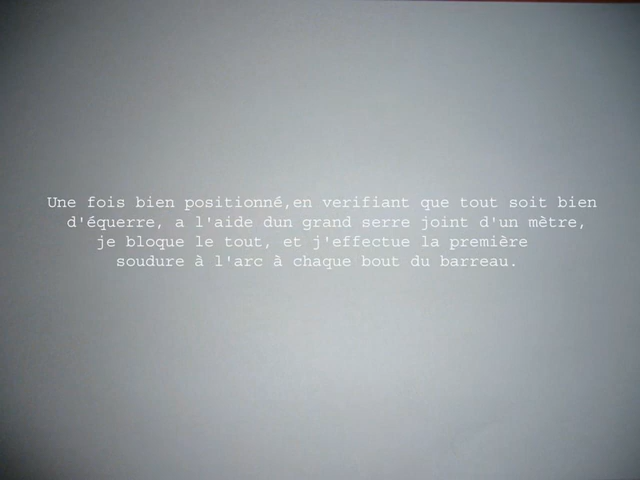 Une fois bien positionné,en verifiant que tout soit bien
d'équerre, a l'aide dun grand serre joint d'un mètre,
je bloque le tout, et j'effectue la première
soudure à l'arc à chaque bout du barreau.